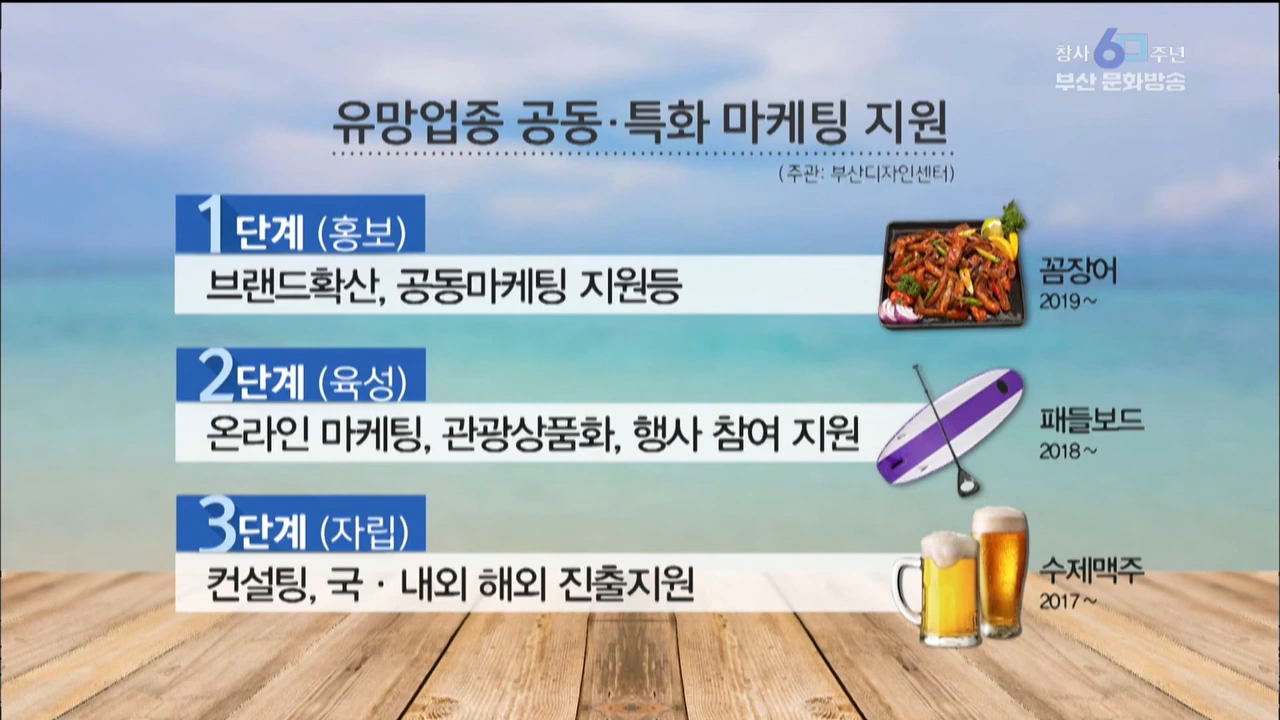 창사 60주년
부산 문화방송
유망업종 공동·특화 마케팅 지원
(주관: 부산디자인센터)
1단계 (홍보)
브랜드확산, 공동마케팅 지원등
꼼장어
2019~
2단계 (육성)
온라인 마케팅, 관광상품화, 행사 참여 지원
패들보드
2018~
3단계 (자립)
컨설팅, 국·내외 해외 진출지원
수제맥주
2017~